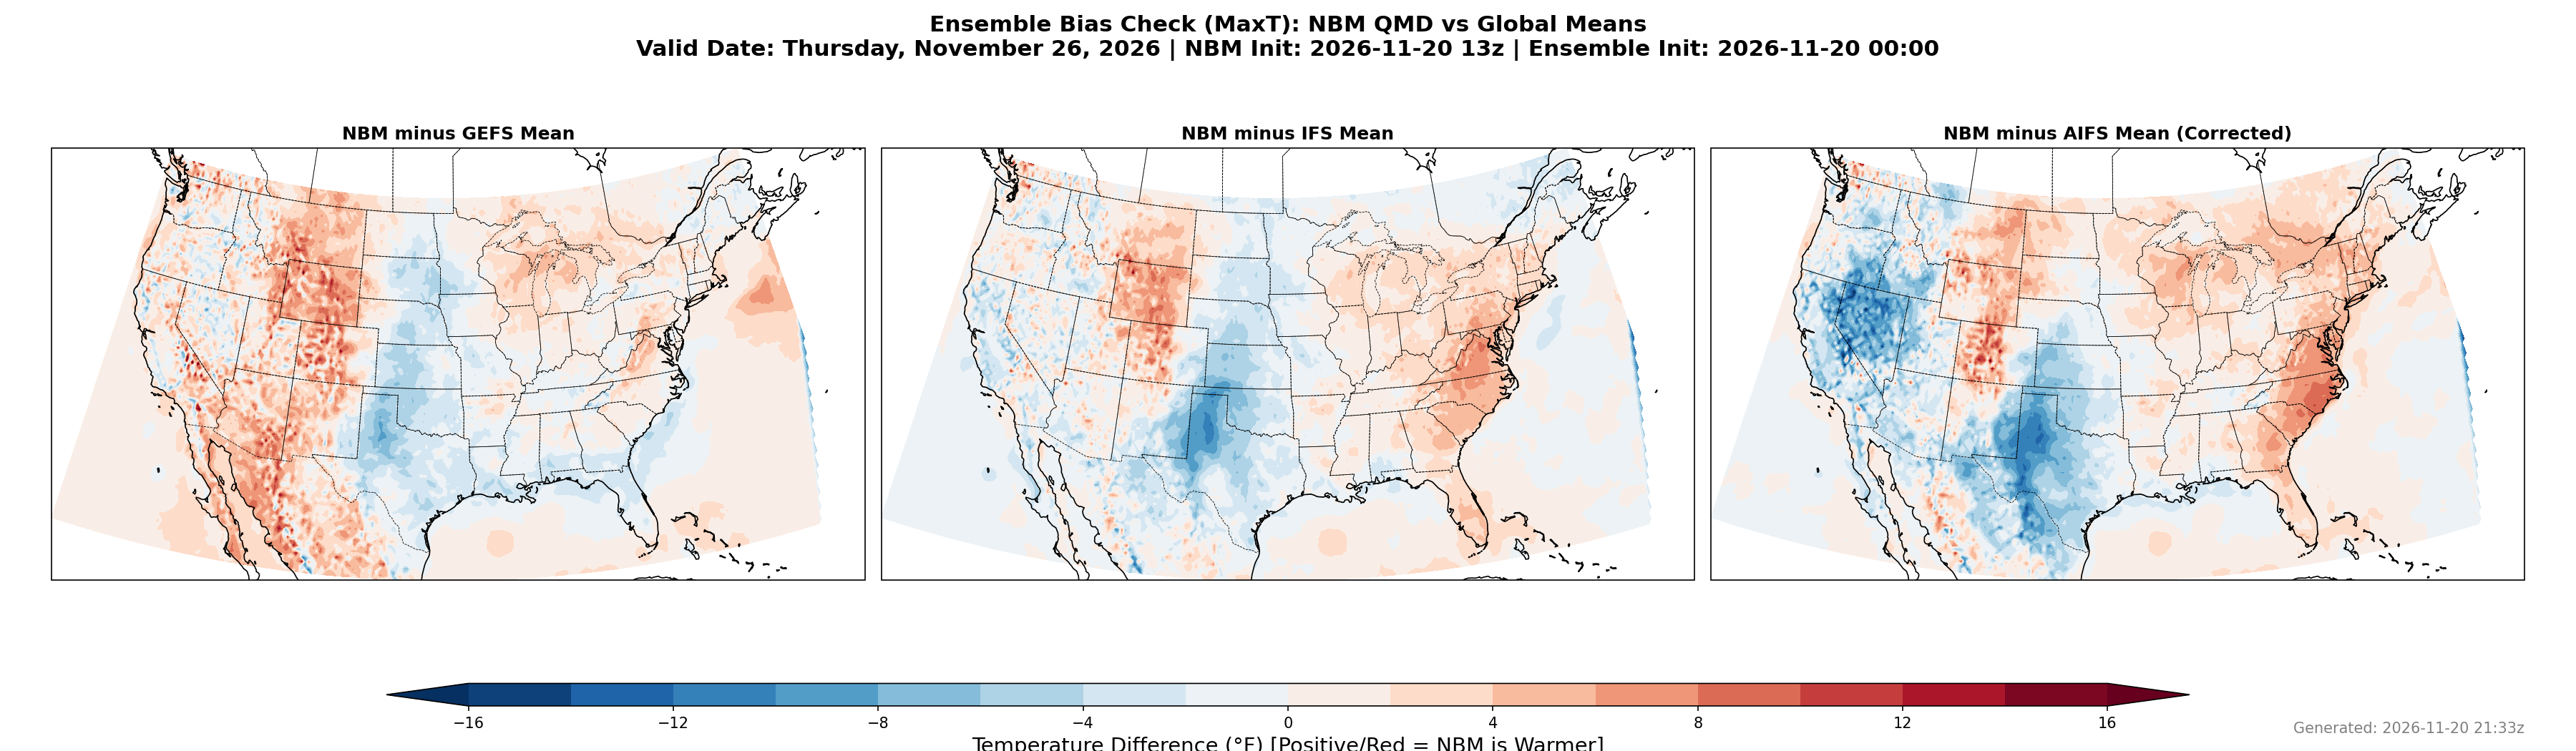 Ensemble Bias Check (MaxT): NBM QMD vs Global Means
Valid Date: Thursday, November 26, 2026 | NBM Init: 2026-11-20 13z | Ensemble Init: 2026-11-20 00:00
NBM minus GEFS Mean
NBM minus IFS Mean
NBM minus AIFS Mean (Corrected)
−16 −12 −8 −4 0 4 8 12 16
Temperature Difference (°F) [Positive/Red = NBM is Warmer]
Generated: 2026-11-20 21:33z